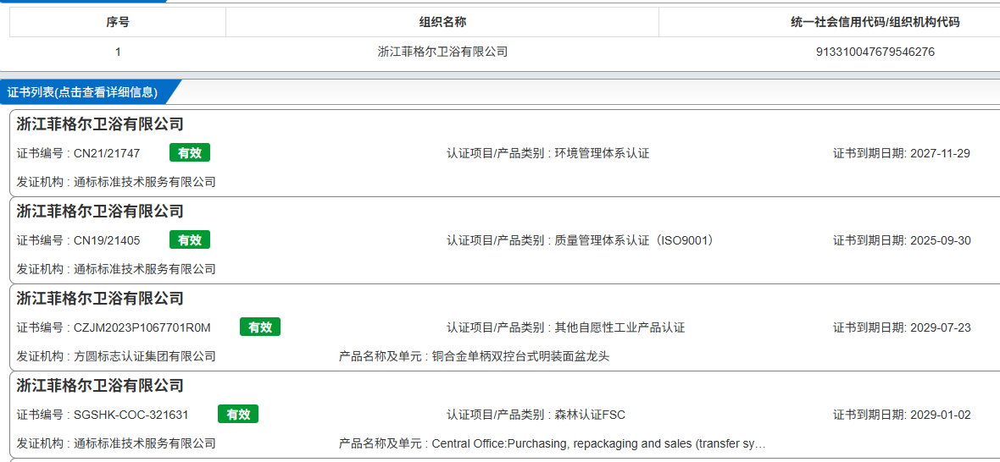 序号 组织名称 统一社会信用代码/组织机构代码
1 浙江菲格尔卫浴有限公司 913310047679546276
证书列表(点击查看详细信息)
浙江菲格尔卫浴有限公司
证书编号 : CN21/21747 有效 认证项目/产品类别 : 环境管理体系认证 证书到期日期: 2027-11-29
发证机构 : 通标标准技术服务有限公司
浙江菲格尔卫浴有限公司
证书编号 : CN19/21405 有效 认证项目/产品类别 : 质量管理体系认证（ISO9001） 证书到期日期: 2025-09-30
发证机构 : 通标标准技术服务有限公司
浙江菲格尔卫浴有限公司
证书编号 : CZJM2023P1067701R0M 有效 认证项目/产品类别 : 其他自愿性工业产品认证 证书到期日期: 2029-07-23
发证机构 : 方圆标志认证集团有限公司 产品名称及单元 : 铜合金单柄双控台式明装面盆龙头
浙江菲格尔卫浴有限公司
证书编号 : SGSHK-COC-321631 有效 认证项目/产品类别 : 森林认证FSC 证书到期日期: 2029-01-02
发证机构 : 通标标准技术服务有限公司 产品名称及单元 : Central Office:Purchasing, repackaging and sales (transfer sy…